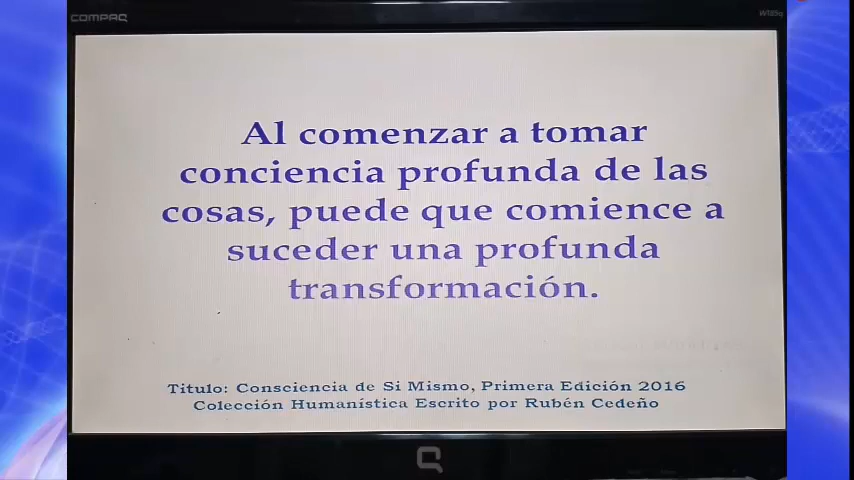 COMPAQ
Al comenzar a tomar
conciencia profunda de las
cosas, puede que comience a
suceder una profunda
transformación.
Titulo: Consciencia de Si Mismo, Primera Edición 2016
Colección Humanística Escrito por Rubén Cedeño